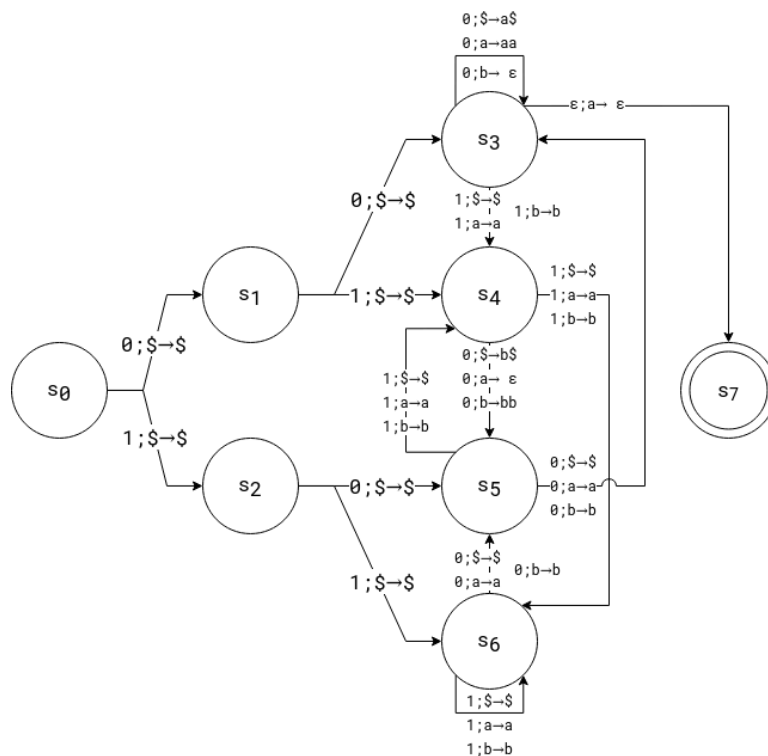 0;$→a$
0;a→aa
0;b→ ε
ε;a→ ε
s3
0;$→$
1;$→$
1;a→a
1;b→b
s1
1;$→$
s4
1;$→$
1;a→a
1;b→b
0;$→$
0;$→b$
0;a→ ε
0;b→bb
s0
s7
1;$→$
1;a→a
1;b→b
1;$→$
s2
0;$→$
s5
0;$→$
0;a→a
0;b→b
0;$→$
0;a→a
0;b→b
1;$→$
s6
1;$→$
1;a→a
1;b→b